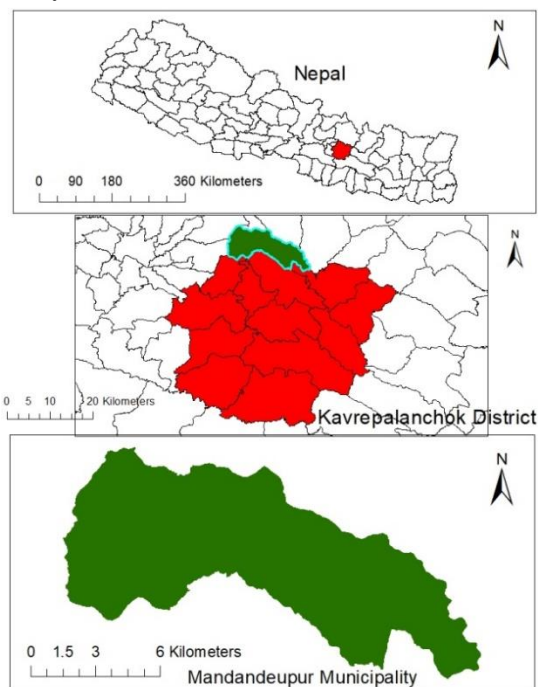 N
Nepal
0 90 180 360 Kilometers
N
0 5 10 20 Kilometers
Kavrepalanchok District
N
0 1.5 3 6 Kilometers
Mandandeupur Municipality